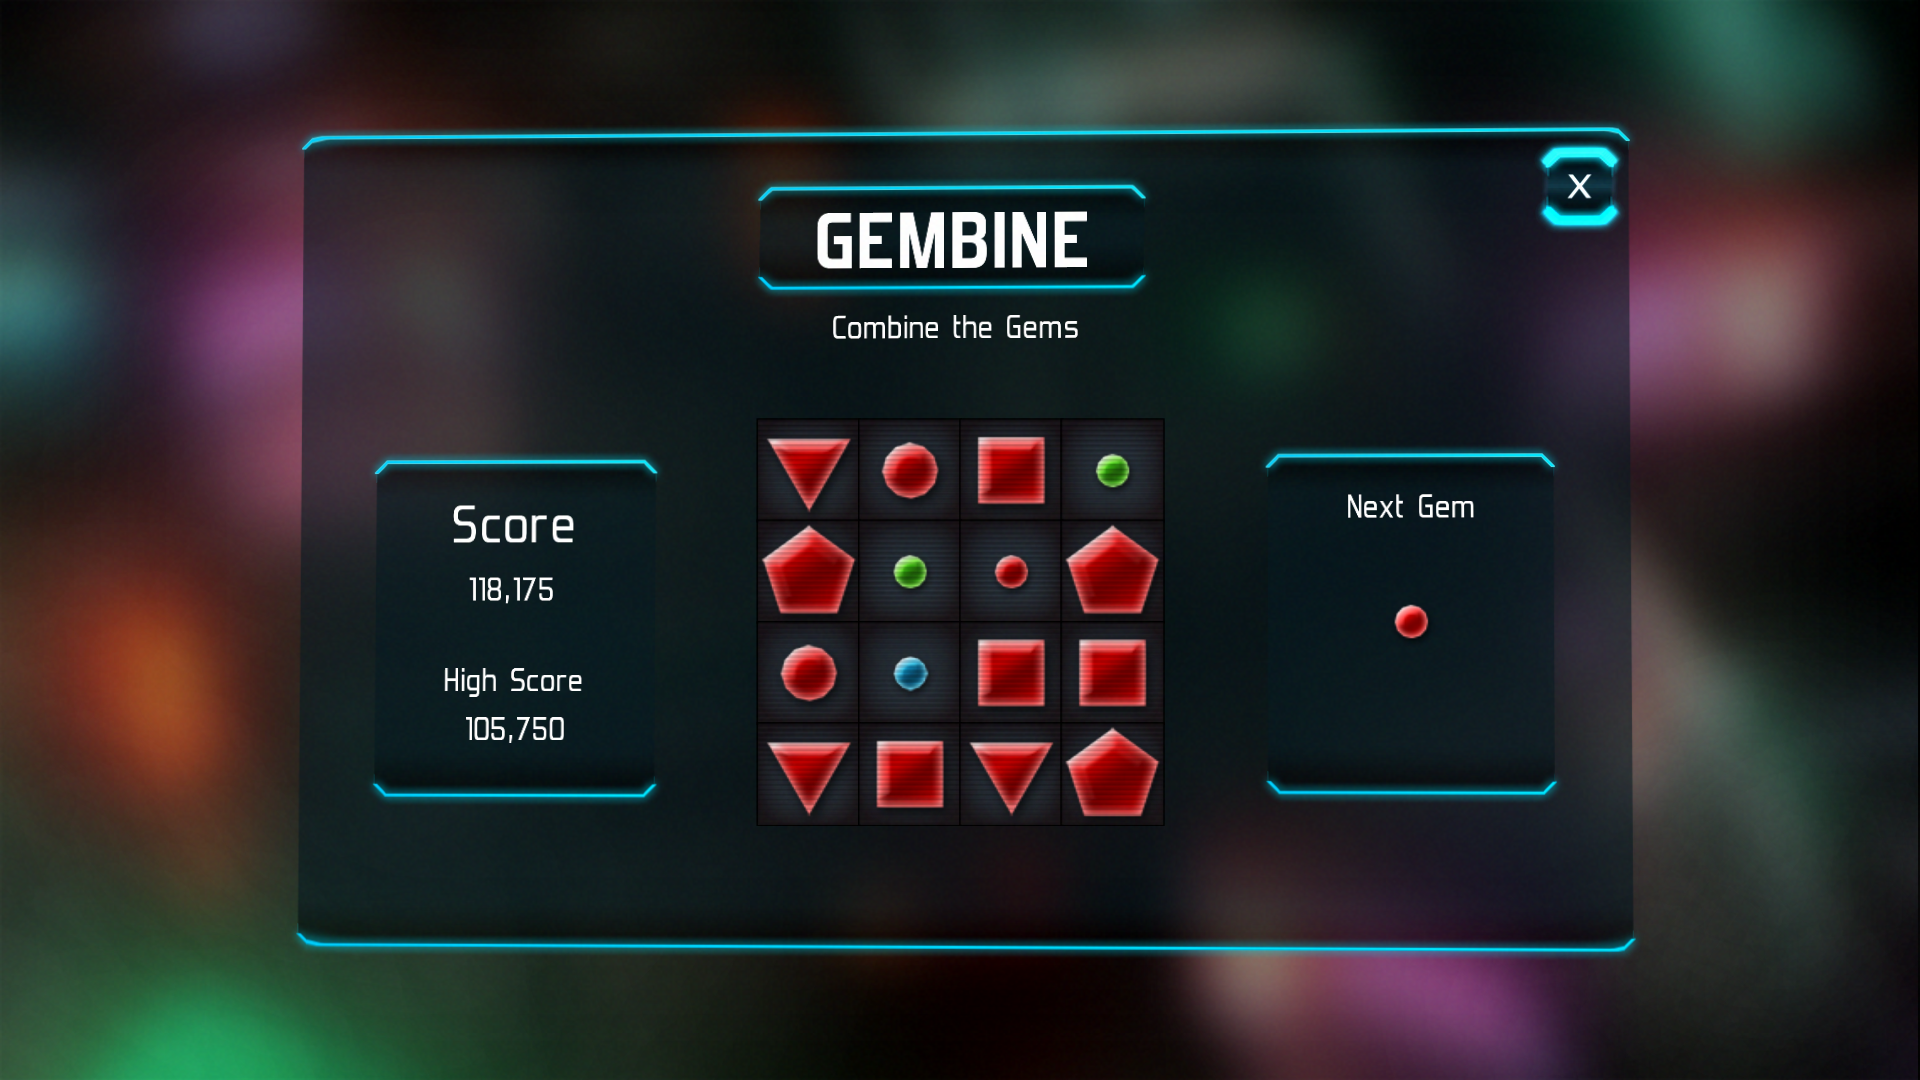 X
GEMBINE
Combine the Gems
Score
118,175
High Score
105,750
Next Gem